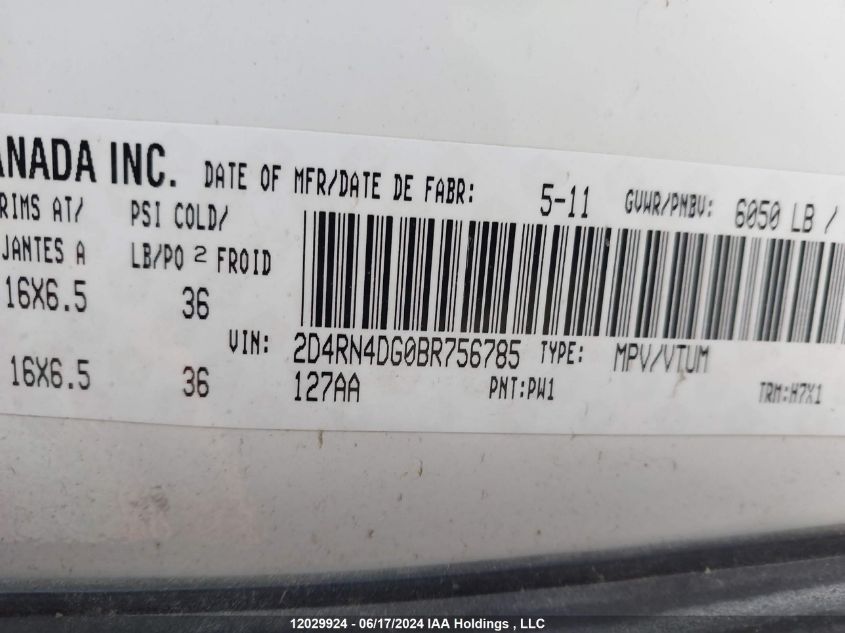 ANADA INC. DATE OF MFR/DATE DE FABR: 5-11 GVWR/PNBV: 6050 LB /
RIMS AT/ PSI COLD/
JANTES A LB/PO 2 FROID
16X6.5 36
VIN: 2D4RN4DG0BR756785 TYPE: MPV/VTUM
16X6.5 36 127AA PNT:PW1 TRM:H7X1
12029924 - 06/17/2024 IAA Holdings , LLC